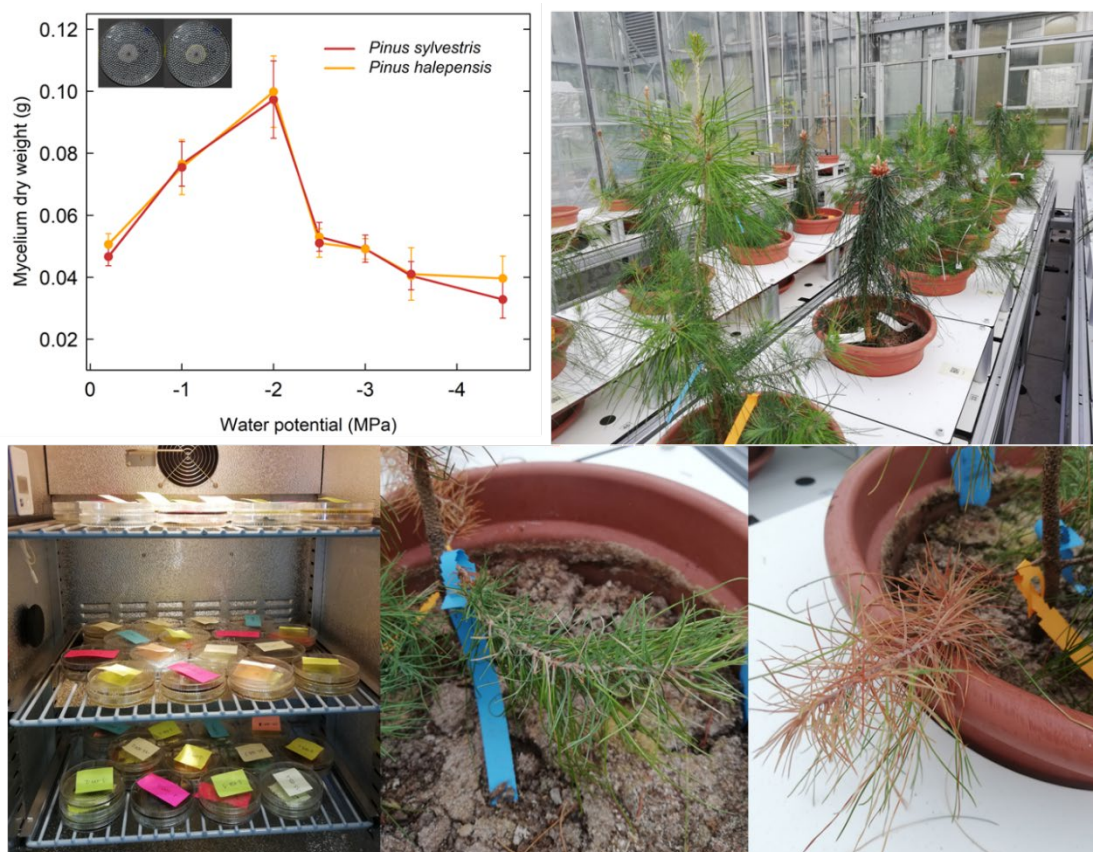 0.12
0.10
0.08
0.06
0.04
0.02
Mycelium dry weight (g)
Pinus sylvestris
Pinus halepensis
0
-1
-2
-3
-4
Water potential (MPa)